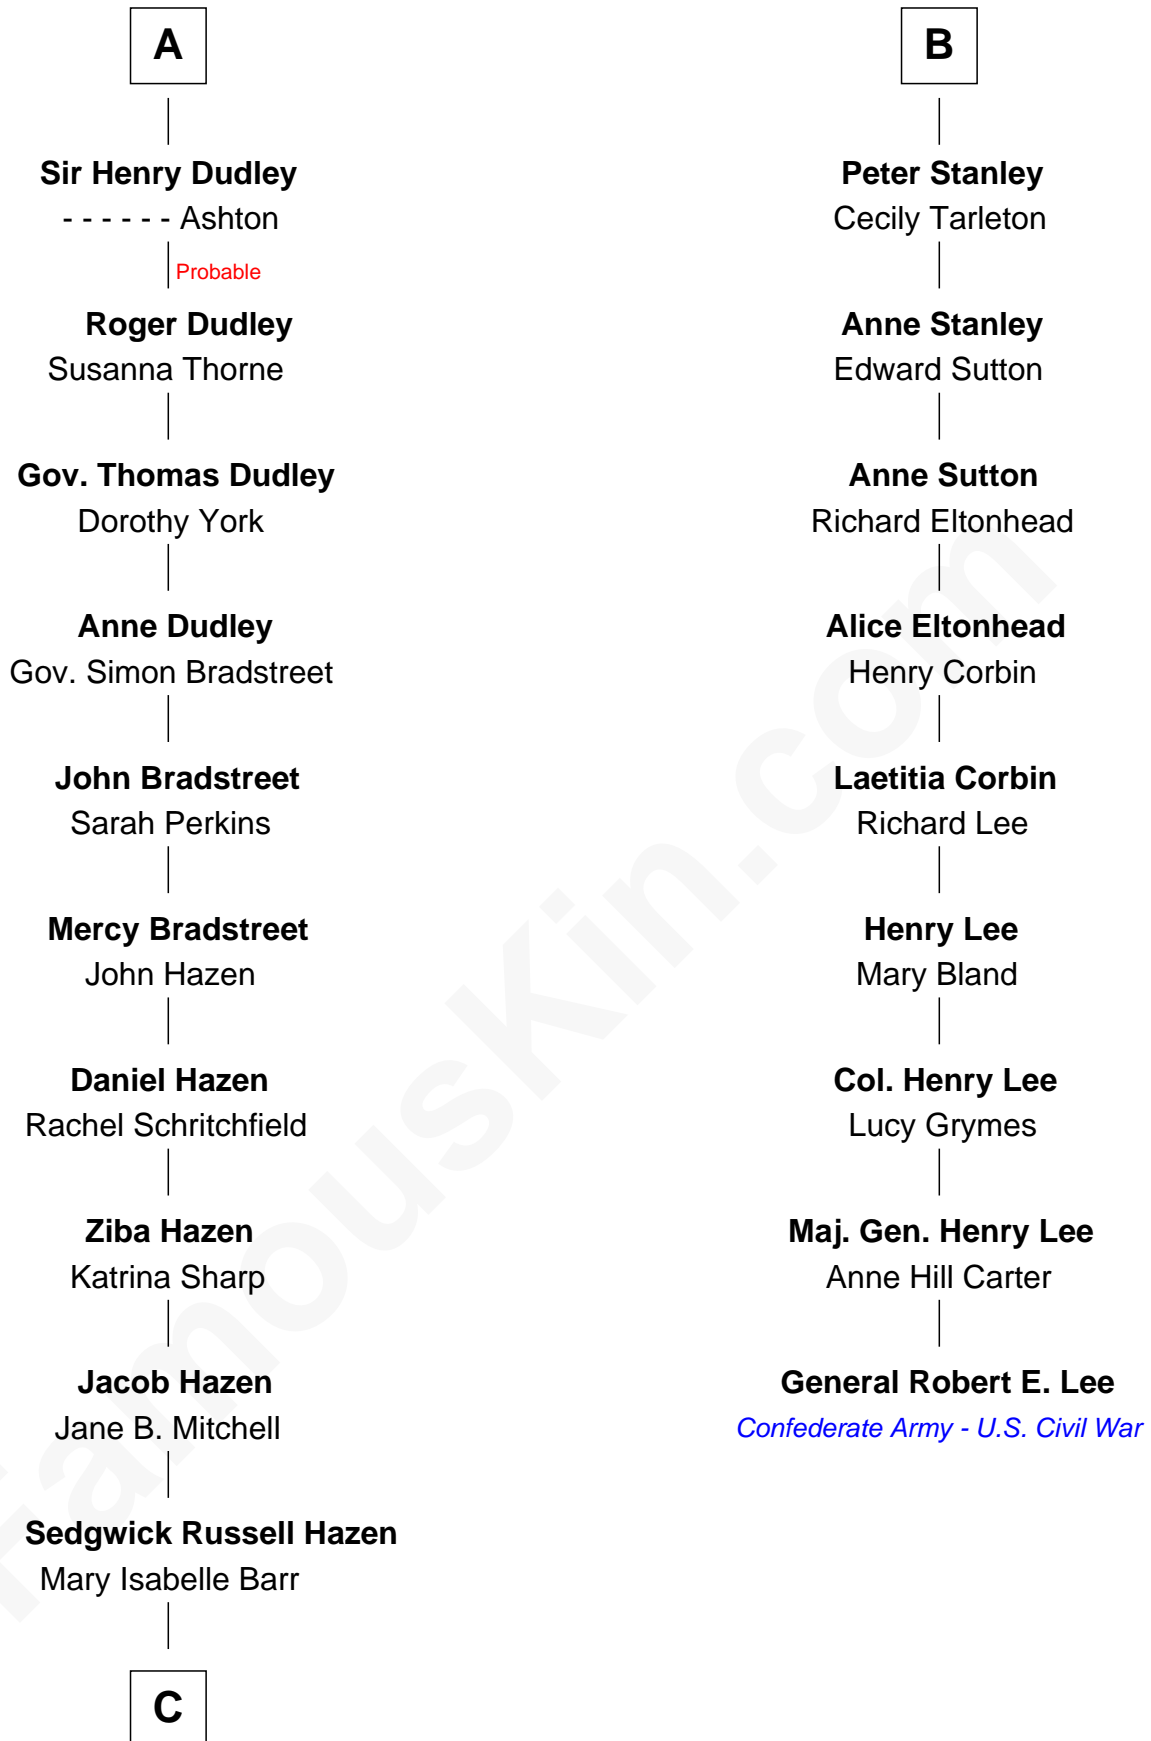 A
Sir Henry Dudley
- - - - - - Ashton
Probable
Roger Dudley
Susanna Thorne
Gov. Thomas Dudley
Dorothy York
Anne Dudley
Gov. Simon Bradstreet
John Bradstreet
Sarah Perkins
Mercy Bradstreet
John Hazen
Daniel Hazen
Rachel Schritchfield
Ziba Hazen
Katrina Sharp
Jacob Hazen
Jane B. Mitchell
Sedgwick Russell Hazen
Mary Isabelle Barr
C
B
Peter Stanley
Cecily Tarleton
Anne Stanley
Edward Sutton
Anne Sutton
Richard Eltonhead
Alice Eltonhead
Henry Corbin
Laetitia Corbin
Richard Lee
Henry Lee
Mary Bland
Col. Henry Lee
Lucy Grymes
Maj. Gen. Henry Lee
Anne Hill Carter
General Robert E. Lee
Confederate Army - U.S. Civil War
FamousKin.com